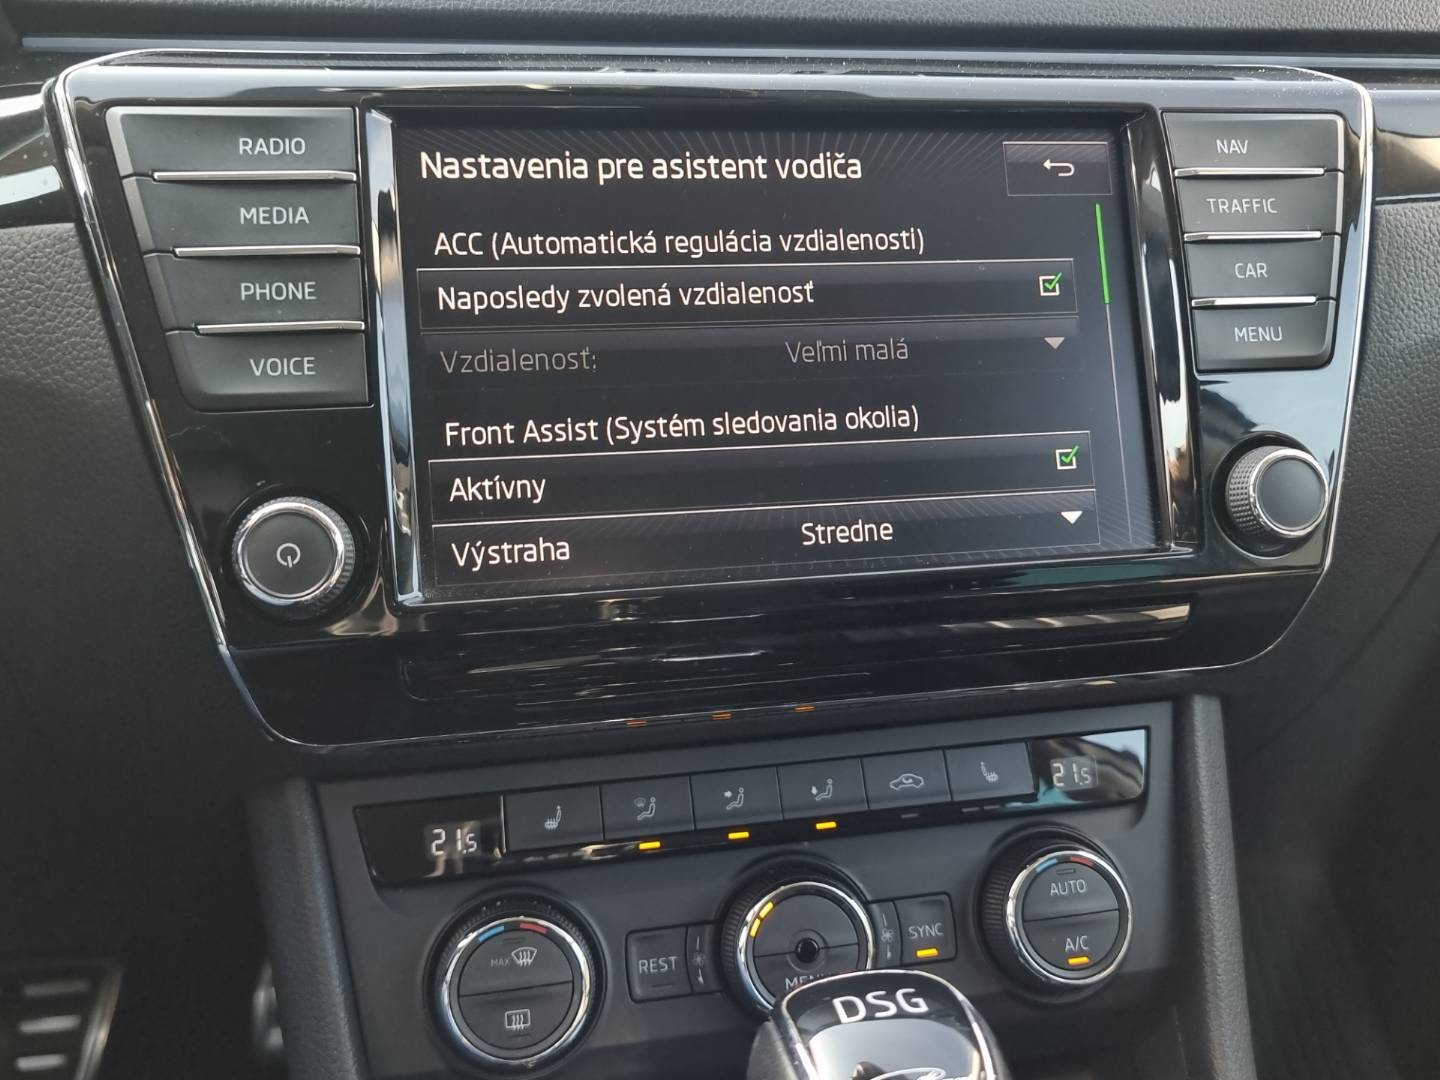 RADIO
MEDIA
PHONE
VOICE
Nastavenia pre asistent vodiča
ACC (Automatická regulácia vzdialenosti)
Naposledy zvolená vzdialenosť
Vzdialenosť: Veľmi malá
Front Assist (Systém sledovania okolia)
Aktívny
Výstraha Stredne
NAV
TRAFFIC
CAR
MENU
21.5
21.5
MAX
REST
MENU
SYNC
AUTO
A/C
DSG